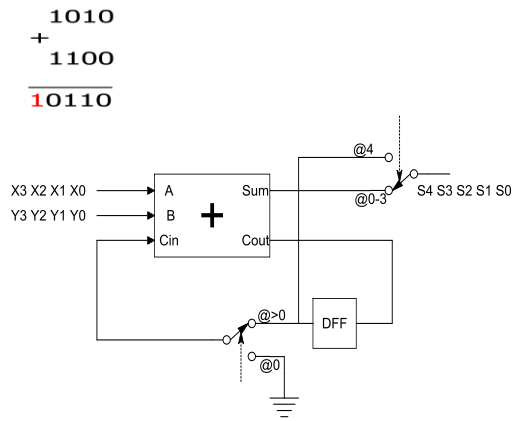 1010
+
1100
10110
@4
X3 X2 X1 X0
A
Sum
@0-3
S4 S3 S2 S1 S0
Y3 Y2 Y1 Y0
B
+
Cin
Cout
@>0
DFF
@0